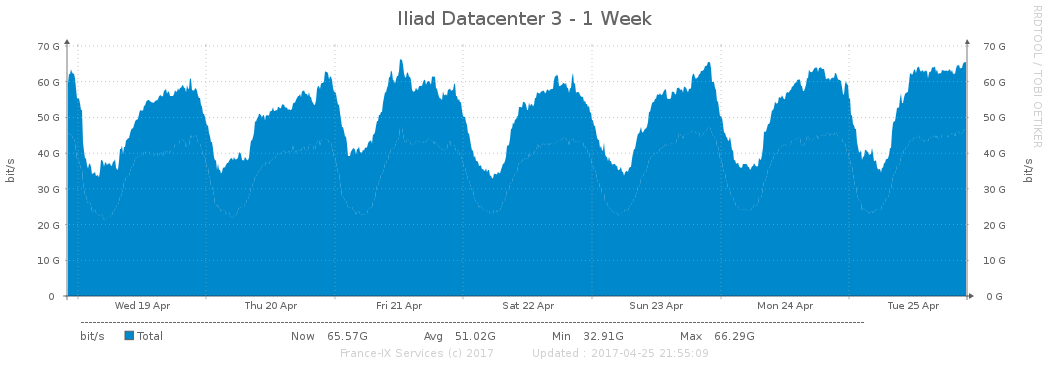 Iliad Datacenter 3 - 1 Week
RRDTOOL / TOBI OETIKER
70 G 70 G
60 G 60 G
50 G 50 G
40 G 40 G
30 G 30 G
20 G 20 G
10 G 10 G
0 0 G
bit/s bit/s
Wed 19 Apr Thu 20 Apr Fri 21 Apr Sat 22 Apr Sun 23 Apr Mon 24 Apr Tue 25 Apr
bit/s Total Now 65.57G Avg 51.02G Min 32.91G Max 66.29G
France-IX Services (c) 2017 Updated : 2017-04-25 21:55:09